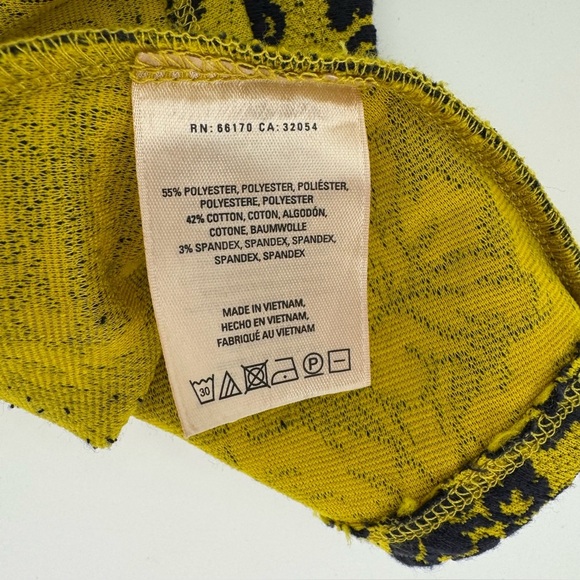 RN: 66170 CA: 32054
55% POLYESTER, POLYESTER, POLIÉSTER,
POLYESTERE, POLYESTER
42% COTTON, COTON, ALGODÓN,
COTONE, BAUMWOLLE
3% SPANDEX, SPANDEX, SPANDEX,
SPANDEX, SPANDEX
MADE IN VIETNAM,
HECHO EN VIETNAM,
FABRIQUÉ AU VIETNAM
30 P